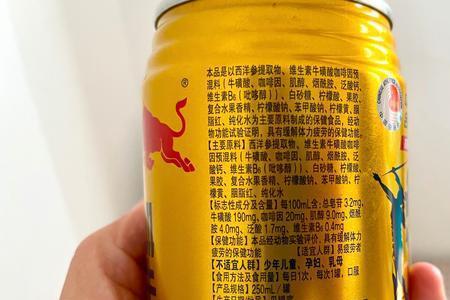 本品是以西洋参提取物、维生素牛磺酸咖啡因预
混料（牛磺酸、咖啡因、肌醇、烟酰胺、泛酸钙、
维生素B₆（吡哆醇））、白砂糖、柠檬酸、果胶、
复合水果香精、柠檬酸钠、苯甲酸钠、柠檬黄、胭
脂红、纯化水为主要原料制成的保健食品，经动
物功能试验证明，具有缓解体力疲劳的保健功能。
【主要原料】西洋参提取物、维生素牛磺酸咖啡
因预混料（牛磺酸、咖啡因、肌醇、烟酰胺、泛酸
钙、维生素B₆（吡哆醇））、白砂糖、柠檬酸、
果胶、复合水果香精、柠檬酸钠、苯甲酸钠、柠
檬黄、胭脂红、纯化水
【标志性成分及含量】每100mL含：总皂苷 3.2mg、
牛磺酸 190mg、咖啡因 20mg、肌醇 9.0mg、烟酰
胺 4.0mg、泛酸 1.7mg、维生素B₆ 0.4mg
【保健功能】本品经动物实验评价，具有缓解体力
疲劳的保健功能 【适宜人群】易疲劳者
【不适宜人群】少年儿童、孕妇、乳母
【食用方法及食用量】每日1次，每次1罐，口服
【产品规格】250mL／罐